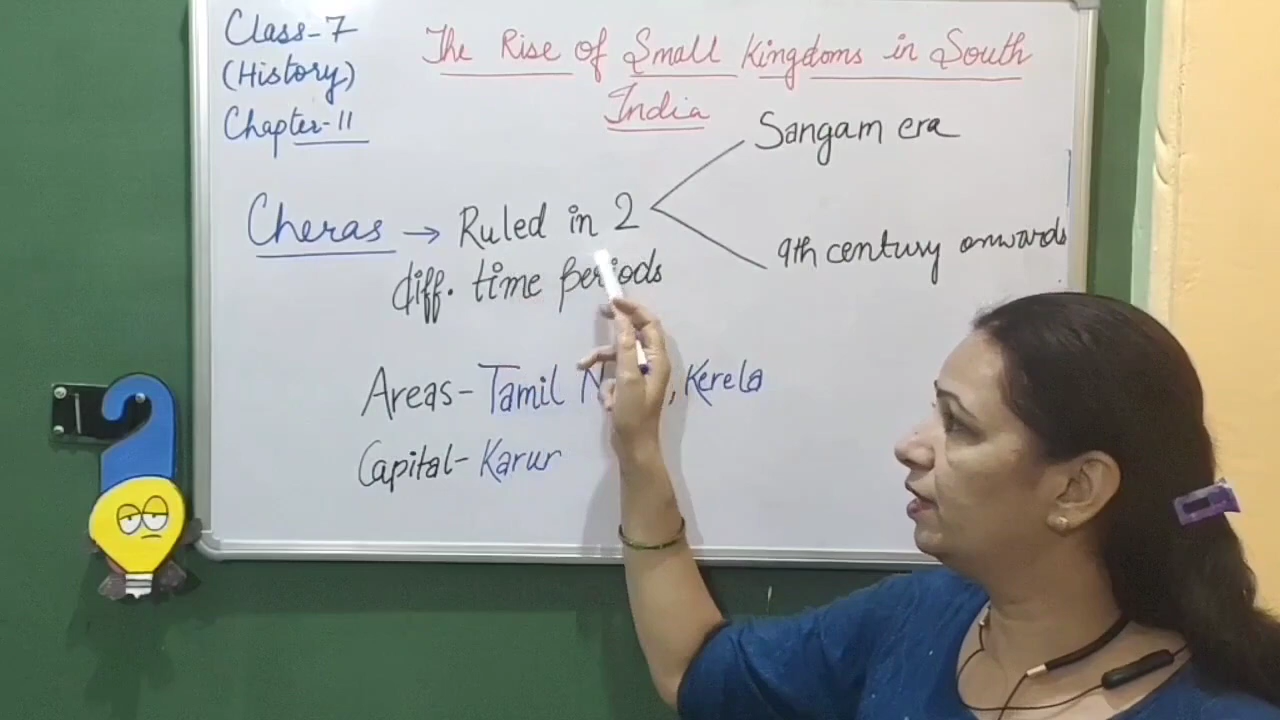 Class-7
(History)
Chapter-11
The Rise of Small Kingdoms in South
India
Sangam era
Cheras → Ruled in 2
diff. time periods
9th century onwards
Areas- Tamil N , Kerela
Capital- Karur